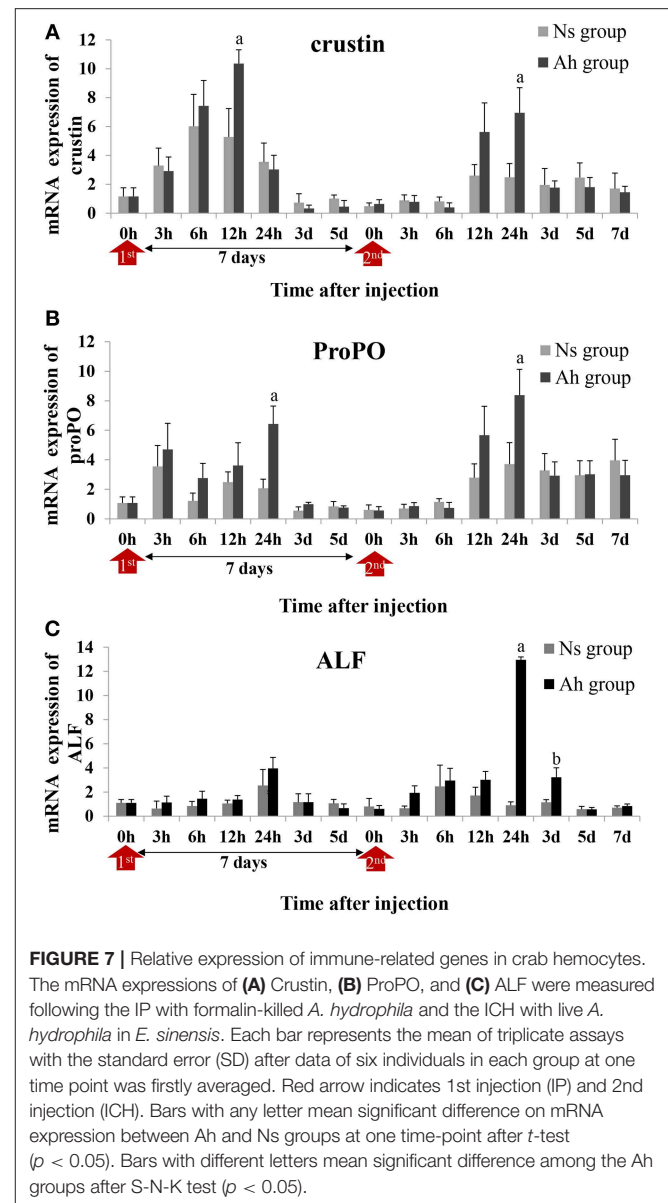 A
crustin
Ns group
Ah group
mRNA expression of crustin
12
10
8
6
4
2
0
a
a
0h 3h 6h 12h 24h 3d 5d 0h 3h 6h 12h 24h 3d 5d 7d
1st 7 days 2nd
Time after injection
B
ProPO
Ns group
Ah group
mRNA expression of proPO
12
10
8
6
4
2
0
a
a
0h 3h 6h 12h 24h 3d 5d 0h 3h 6h 12h 24h 3d 5d 7d
1st 7 days 2nd
Time after injection
C
ALF
Ns group
Ah group
mRNA expression of ALF
14
12
10
8
6
4
2
0
a
b
0h 3h 6h 12h 24h 3d 5d 0h 3h 6h 12h 24h 3d 5d 7d
1st 7 days 2nd
Time after injection
FIGURE 7 | Relative expression of immune-related genes in crab hemocytes.
The mRNA expressions of (A) Crustin, (B) ProPO, and (C) ALF were measured
following the IP with formalin-killed A. hydrophila and the ICH with live A.
hydrophila in E. sinensis. Each bar represents the mean of triplicate assays
with the standard error (SD) after data of six individuals in each group at one
time point was firstly averaged. Red arrow indicates 1st injection (IP) and 2nd
injection (ICH). Bars with any letter mean significant difference on mRNA
expression between Ah and Ns groups at one time-point after t-test
(p < 0.05). Bars with different letters mean significant difference among the Ah
groups after S-N-K test (p < 0.05).